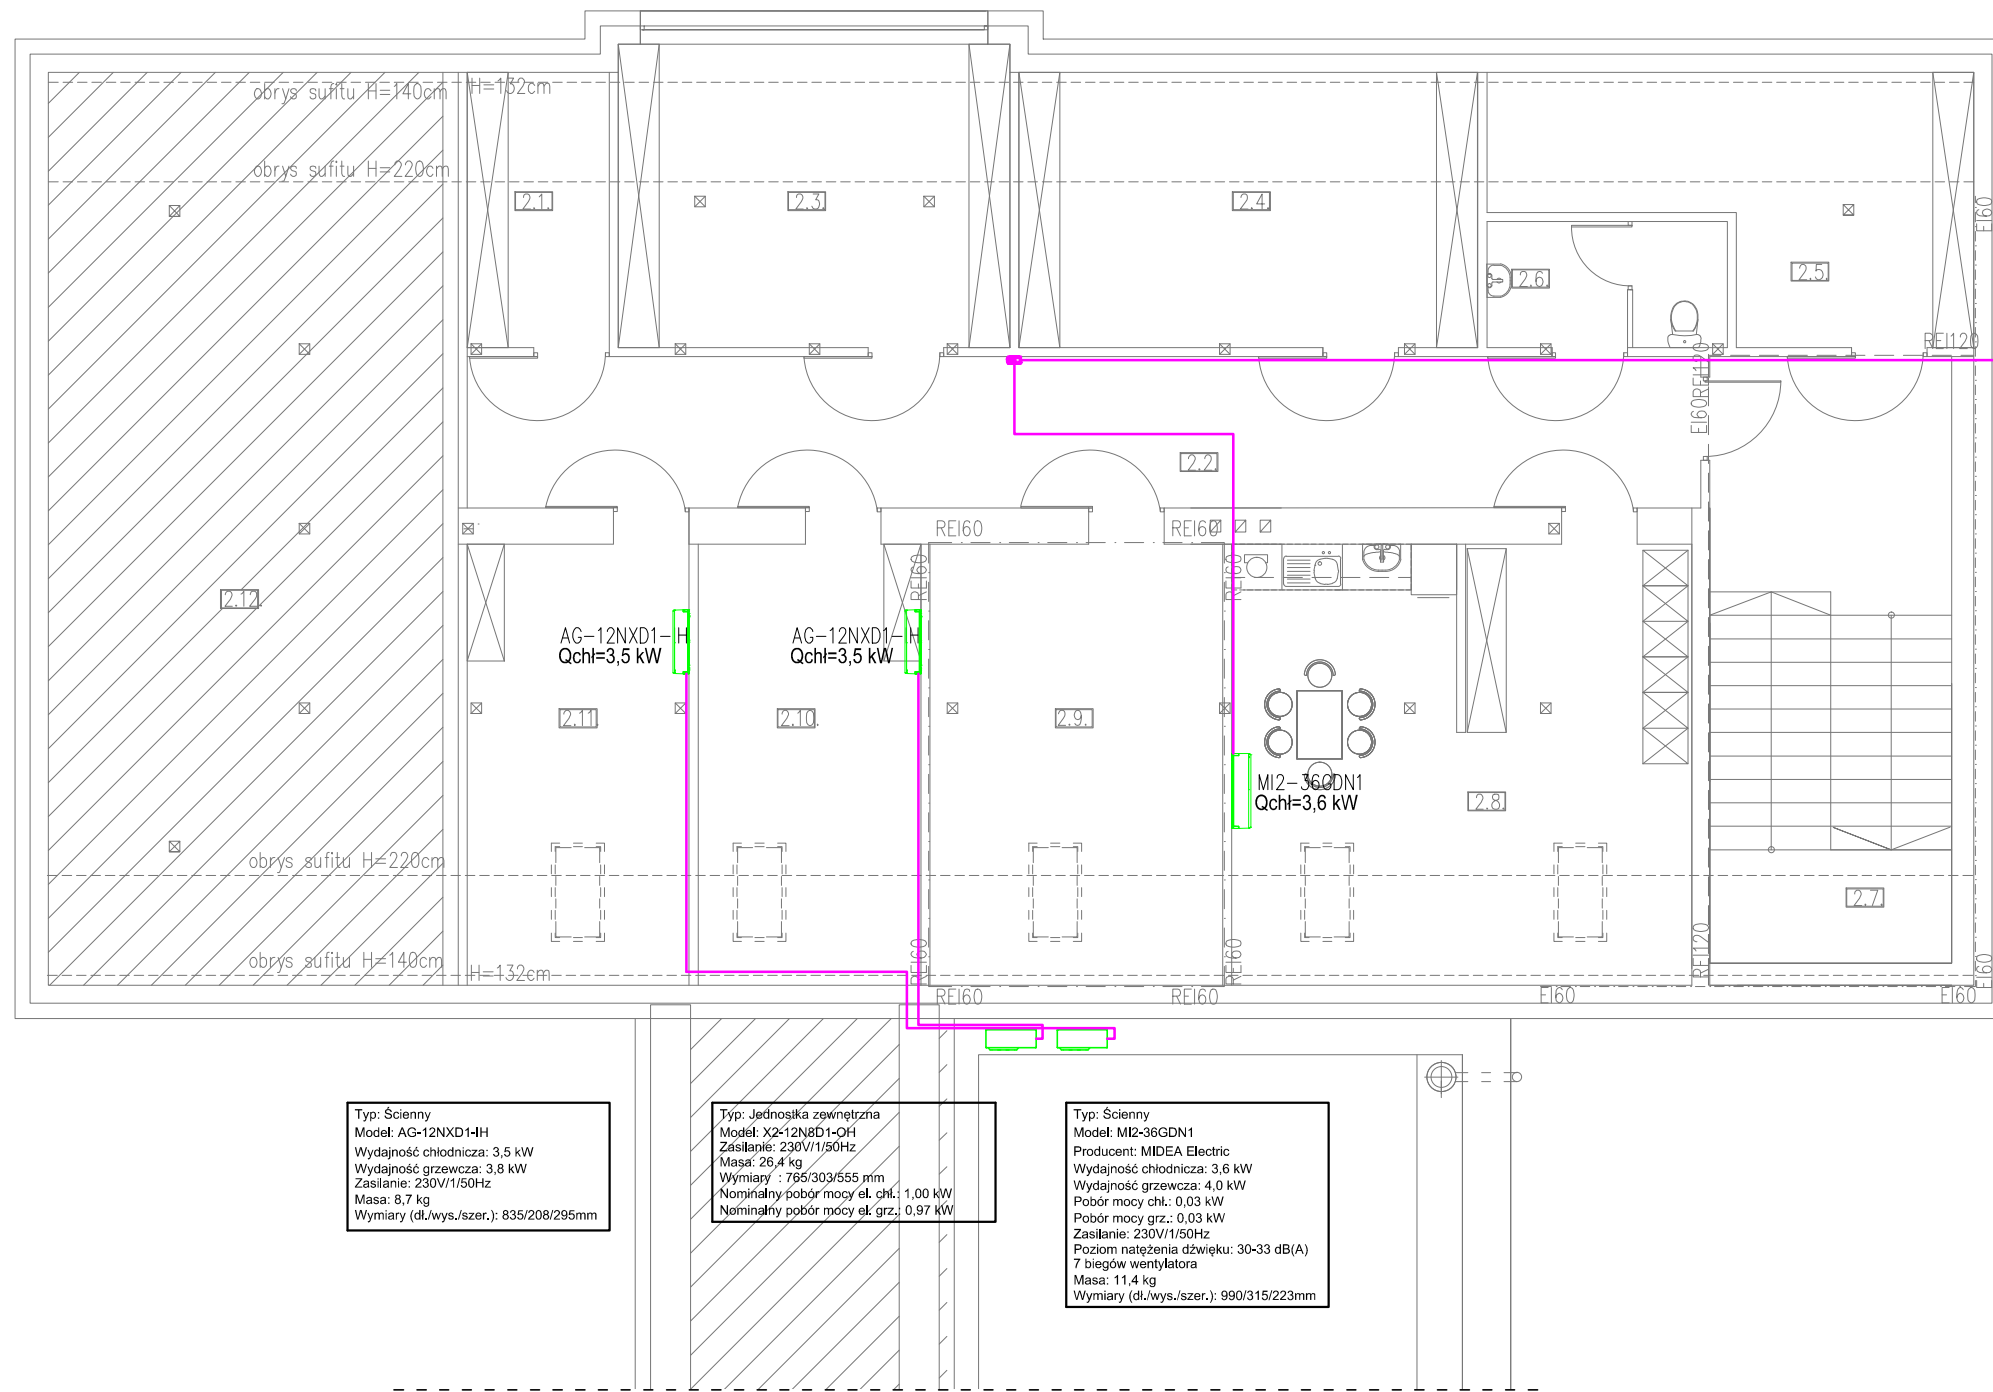 obrys sufitu H=140cm
H=132cm
obrys sufitu H=220cm
2.1.
2.3.
2.4.
2.5.
2.6.
EI60
REI120
REI120
EI60
2.2.
REI60
REI60
REI60
REI60
2.12.
AG-12NXD1-IH
Qchł=3,5 kW
AG-12NXD1-IH
Qchł=3,5 kW
2.11.
2.10.
2.9.
MI2-36GDN1
Qchł=3,6 kW
2.8.
2.7.
obrys sufitu H=220cm
obrys sufitu H=140cm
H=132cm
REI60
REI60
REI120
EI60
REI60
REI60
EI60
EI60
Typ: Ścienny
Model: AG-12NXD1-IH
Wydajność chłodnicza: 3,5 kW
Wydajność grzewcza: 3,8 kW
Zasilanie: 230V/1/50Hz
Masa: 8,7 kg
Wymiary (dł./wys./szer.): 835/208/295mm
Typ: Jednostka zewnętrzna
Model: X2-12N8D1-OH
Zasilanie: 230V/1/50Hz
Masa: 26,4 kg
Wymiary : 765/303/555 mm
Nominalny pobór mocy el. chł.: 1,00 kW
Nominalny pobór mocy el. grz.: 0,97 kW
Typ: Ścienny
Model: MI2-36GDN1
Producent: MIDEA Electric
Wydajność chłodnicza: 3,6 kW
Wydajność grzewcza: 4,0 kW
Pobór mocy chł.: 0,03 kW
Pobór mocy grz.: 0,03 kW
Zasilanie: 230V/1/50Hz
Poziom natężenia dźwięku: 30-33 dB(A)
7 biegów wentylatora
Masa: 11,4 kg
Wymiary (dł./wys./szer.): 990/315/223mm